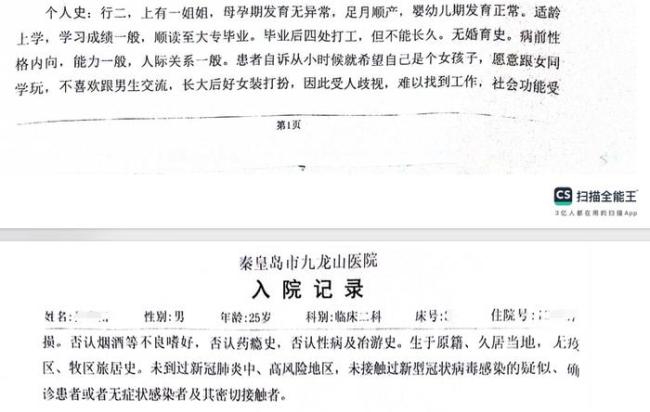 个人史：行二，上有一姐姐，母孕期发育无异常，足月顺产，婴幼儿期发育正常。适龄
上学，学习成绩一般，顺读至大专毕业。毕业后四处打工，但不能长久。无婚育史。病前性
格内向，能力一般，人际关系一般。患者自诉从小时候就希望自己是个女孩子，愿意跟女同
学玩，不喜欢跟男生交流，长大后好女装打扮，因此受人歧视，难以找到工作，社会功能受
第1页
CS 扫描全能王
3亿人都在用的扫描App
秦皇岛市九龙山医院
入院记录
姓名: 性别:男 年龄:25岁 科别:临床二科 床号: 住院号:
损。否认烟酒等不良嗜好，否认药瘾史，否认性病及冶游史。生于原籍、久居当地，无疫
区、牧区旅居史。未到过新冠肺炎中、高风险地区，未接触过新型冠状病毒感染的疑似、确
诊患者或者无症状感染者及其密切接触者。